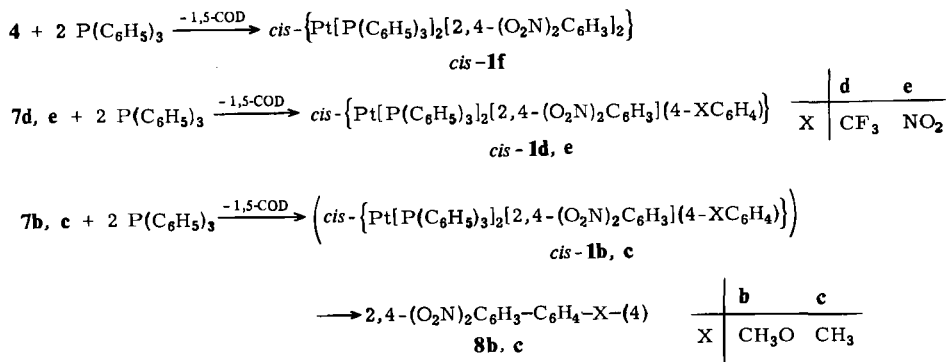 4 + 2 P(C₆H₅)₃ —(− 1,5-COD)→ cis-{Pt[P(C₆H₅)₃]₂[2,4-(O₂N)₂C₆H₃]₂}
cis-1f
7d, e + 2 P(C₆H₅)₃ —(− 1,5-COD)→ cis-{Pt[P(C₆H₅)₃]₂[2,4-(O₂N)₂C₆H₃](4-XC₆H₄)}
cis-1d, e
d e
X CF₃ NO₂
7b, c + 2 P(C₆H₅)₃ —(− 1,5-COD)→ (cis-{Pt[P(C₆H₅)₃]₂[2,4-(O₂N)₂C₆H₃](4-XC₆H₄)})
cis-1b, c
→ 2,4-(O₂N)₂C₆H₃−C₆H₄−X−(4)
8b, c
b c
X CH₃O CH₃